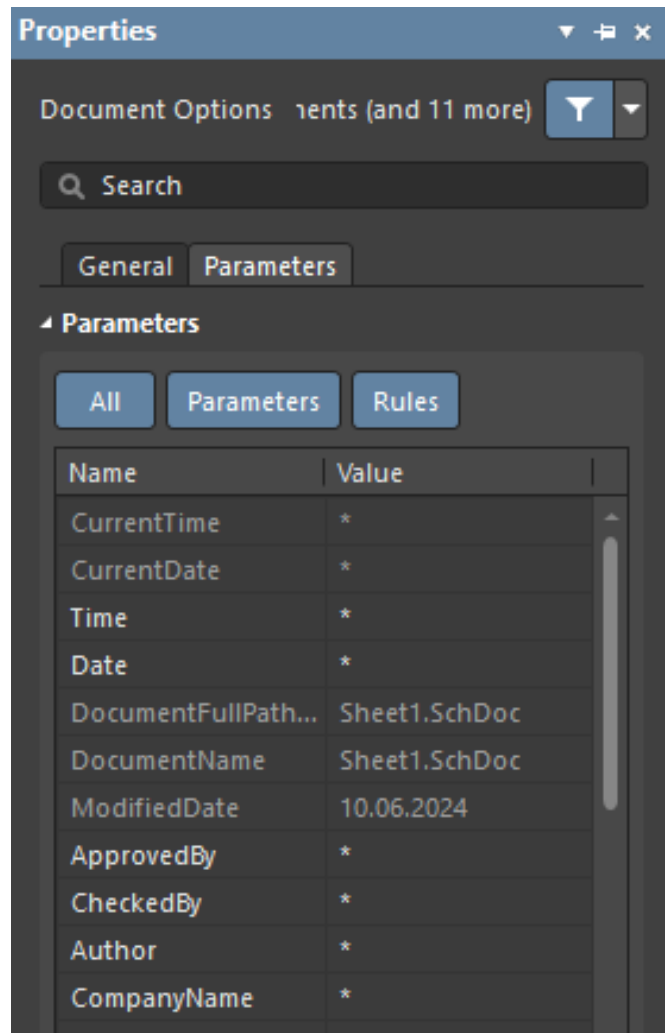 Properties
Document Options nents (and 11 more)
Search
General Parameters
Parameters
All Parameters Rules
Name Value
CurrentTime *
CurrentDate *
Time *
Date *
DocumentFullPath... Sheet1.SchDoc
DocumentName Sheet1.SchDoc
ModifiedDate 10.06.2024
ApprovedBy *
CheckedBy *
Author *
CompanyName *